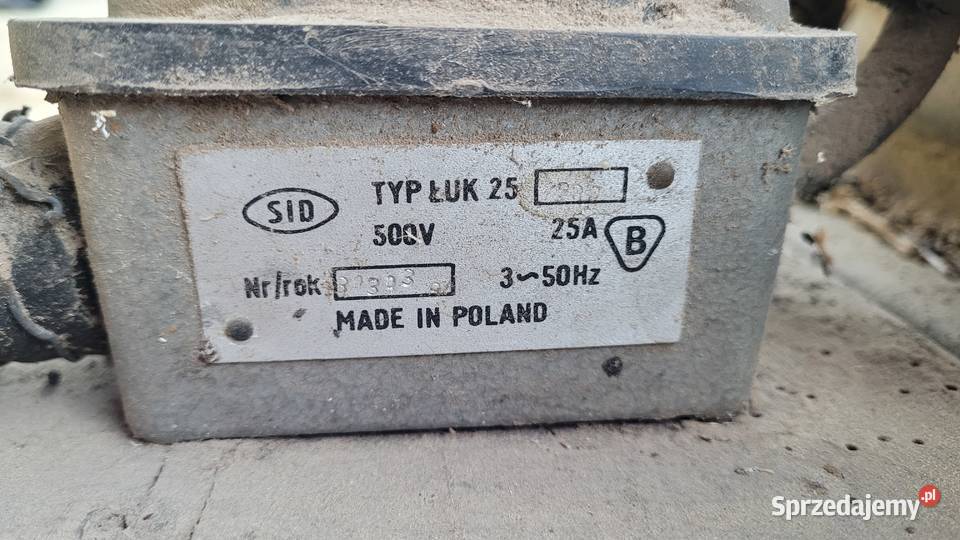 SID
TYP ŁUK 25
500V 25A B
Nr/rok 3~50Hz
MADE IN POLAND
Sprzedajemy.pl